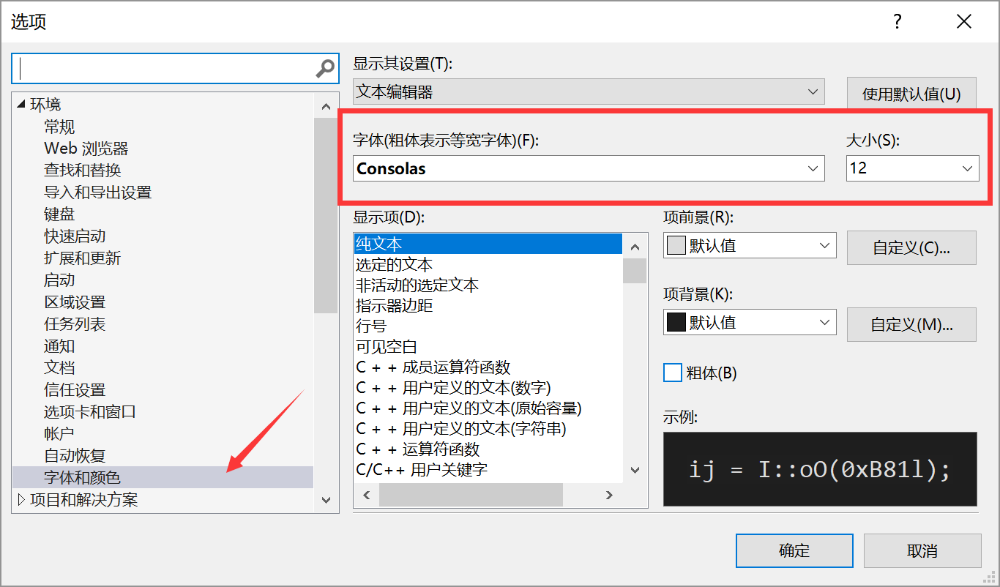 选项
?
显示其设置(T):
文本编辑器
使用默认值(U)
环境
常规
Web 浏览器
查找和替换
导入和导出设置
键盘
快速启动
扩展和更新
启动
区域设置
任务列表
通知
文档
信任设置
选项卡和窗口
帐户
自动恢复
字体和颜色
项目和解决方案
字体(粗体表示等宽字体)(F):
大小(S):
Consolas
12
显示项(D):
纯文本
选定的文本
非活动的选定文本
指示器边距
行号
可见空白
C + + 成员运算符函数
C + + 用户定义的文本(数字)
C + + 用户定义的文本(原始容量)
C + + 用户定义的文本(字符串)
C + + 运算符函数
C/C++ 用户关键字
项前景(R):
默认值
自定义(C)...
项背景(K):
默认值
自定义(M)...
粗体(B)
示例:
ij = I::oO(0xB81l);
确定
取消